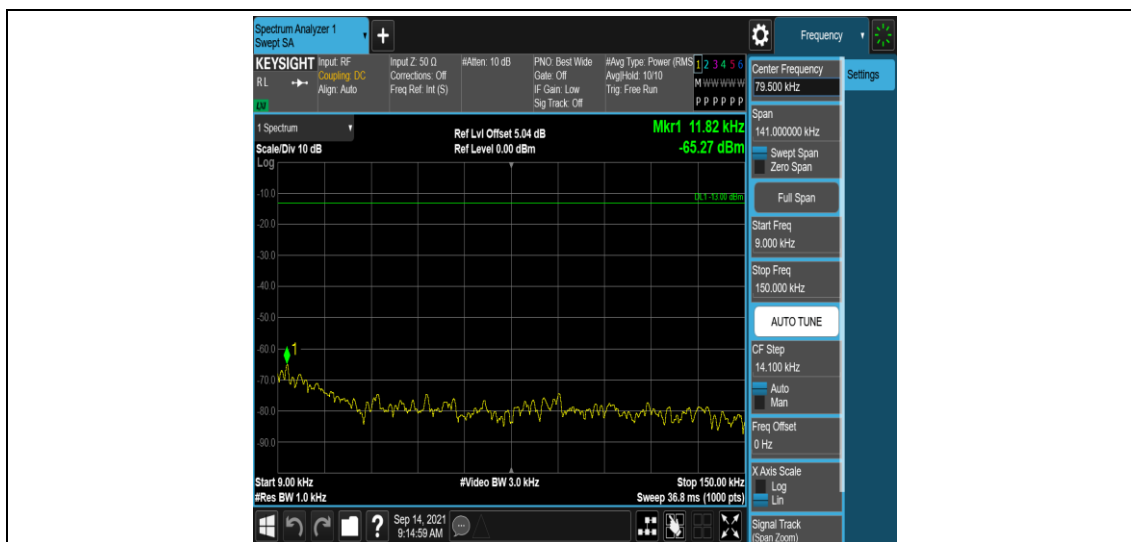 Spectrum Analyzer 1
Swept SA
+
Frequency
KEYSIGHT
RL
LXI
Input: RF
Coupling: DC
Align: Auto
Input Z: 50 Ω
Corrections: Off
Freq Ref: Int (S)
#Atten: 10 dB
PNO: Best Wide
Gate: Off
IF Gain: Low
Sig Track: Off
#Avg Type: Power (RMS
Avg|Hold: 10/10
Trig: Free Run
1 2 3 4 5 6
M W W W W W
P P P P P P
1 Spectrum
Scale/Div 10 dB
Log
Ref Lvl Offset 5.04 dB
Ref Level 0.00 dBm
Mkr1 11.82 kHz
-65.27 dBm
DL1 -13.00 dBm
-10.0
-20.0
-30.0
-40.0
-50.0
-60.0
1
-70.0
-80.0
-90.0
Start 9.00 kHz
#Res BW 1.0 kHz
#Video BW 3.0 kHz
Stop 150.00 kHz
Sweep 36.8 ms (1000 pts)
Sep 14, 2021
9:14:59 AM
?
Center Frequency
79.500 kHz
Span
141.000000 kHz
Swept Span
Zero Span
Full Span
Start Freq
9.000 kHz
Stop Freq
150.000 kHz
AUTO TUNE
CF Step
14.100 kHz
Auto
Man
Freq Offset
0 Hz
X Axis Scale
Log
Lin
Signal Track
(Span Zoom)
Settings